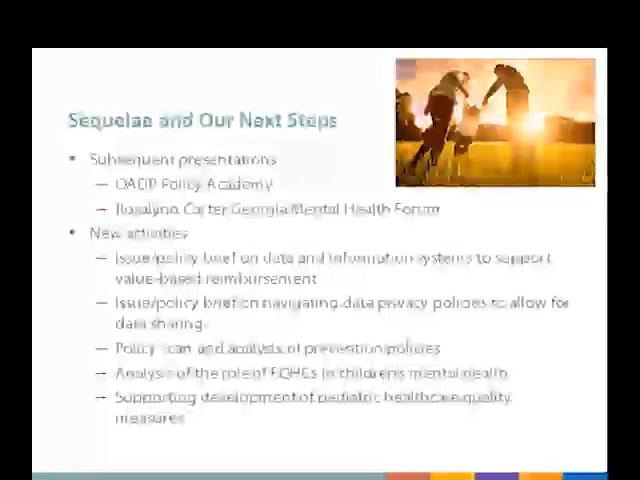 Sequelae and Our Next Steps
• Subsequent presentations
– Policy Academy
– Rosalynn Carter Georgia Mental Health Forum
• New activities
– Issue/policy brief on data and information systems to support
value-based reimbursement
– Issue/policy brief on navigating data privacy policies to allow for
data sharing
– Policy scan and analysis of prevention policies
– Analysis of the role of FQHCs in children's mental health
– Supporting development of pediatric healthcare quality
measures